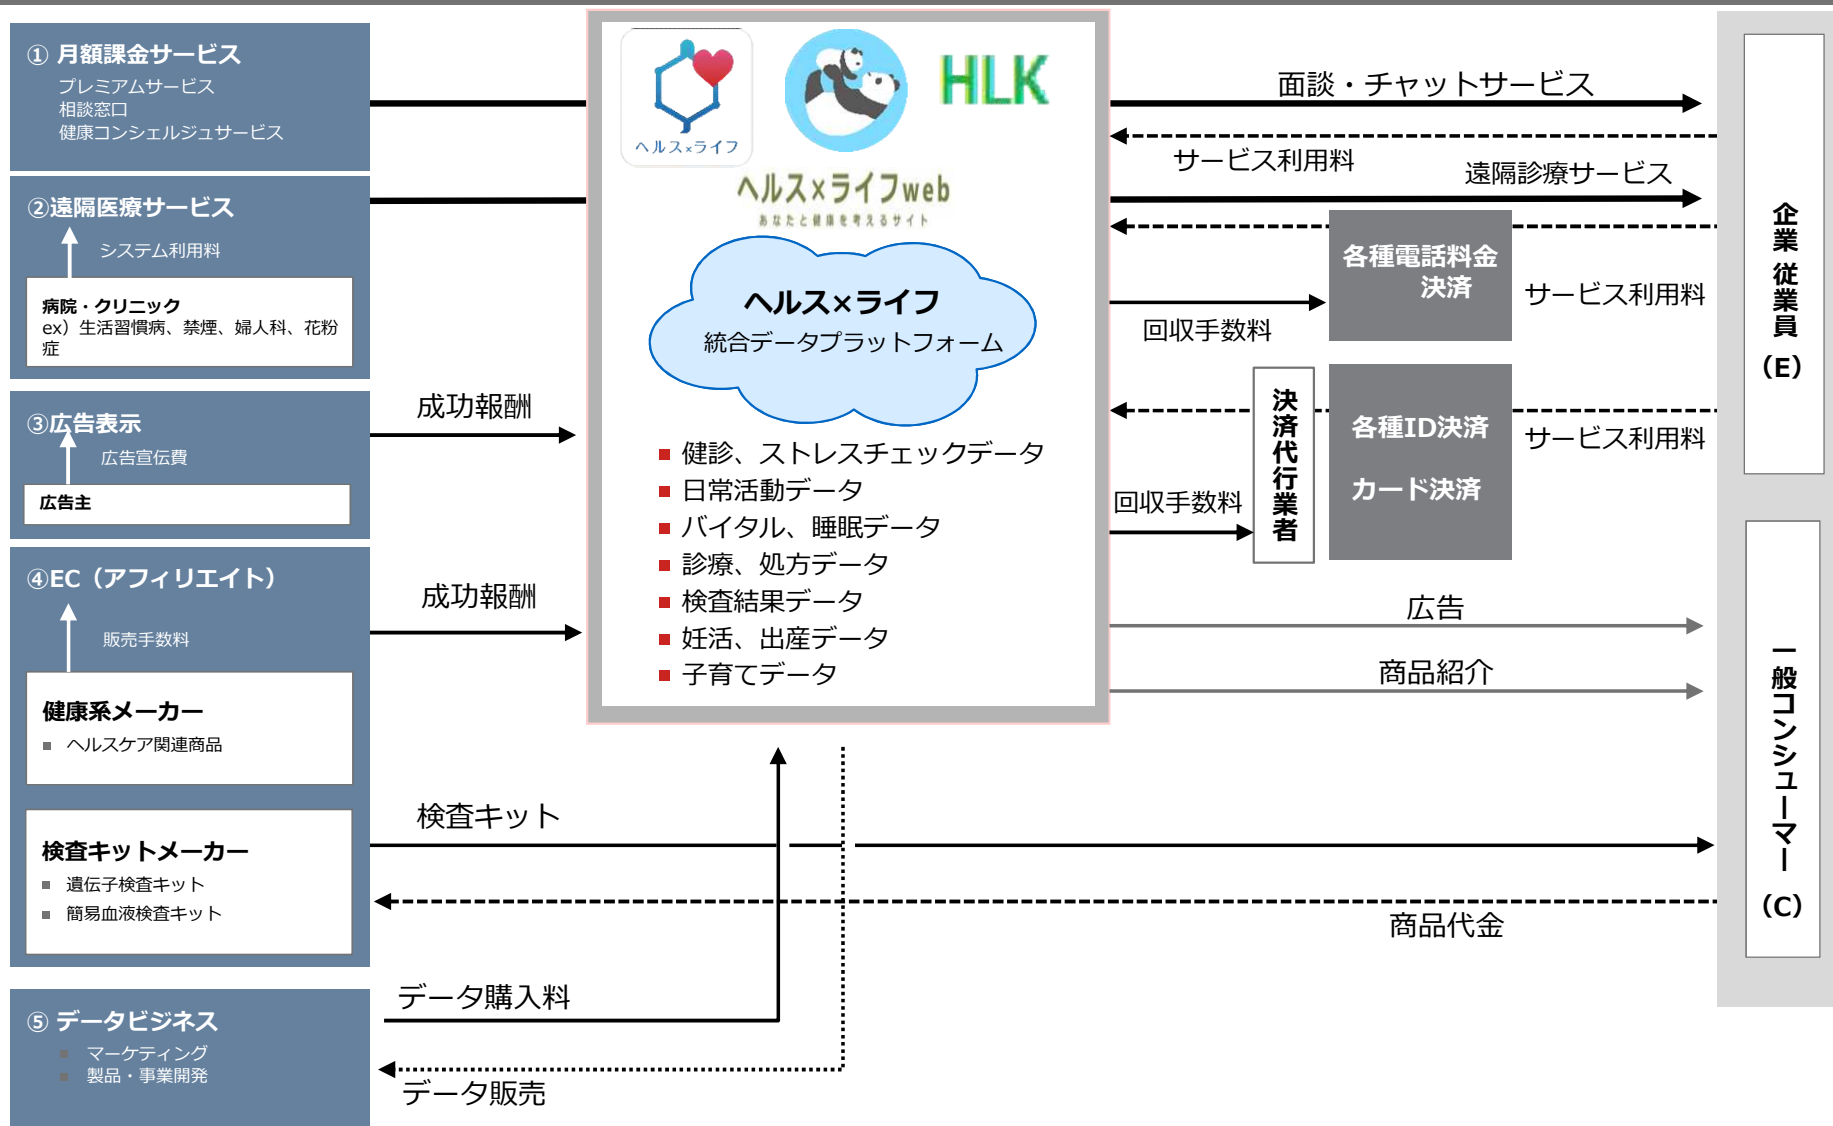 ① 月額課金サービス
プレミアムサービス
相談窓口
健康コンシェルジュサービス
②遠隔医療サービス
システム利用料
病院・クリニック
ex）生活習慣病、禁煙、婦人科、花粉
症
③広告表示
広告宣伝費
広告主
④EC（アフィリエイト）
販売手数料
健康系メーカー
ヘルスケア関連商品
検査キットメーカー
遺伝子検査キット
簡易血液検査キット
⑤ データビジネス
マーケティング
製品・事業開発
成功報酬
成功報酬
検査キット
データ購入料
データ販売
ヘルス×ライフ
HLK
ヘルス×ライフweb
あなたと健康を考えるサイト
ヘルス×ライフ
統合データプラットフォーム
健診、ストレスチェックデータ
日常活動データ
バイタル、睡眠データ
診療、処方データ
検査結果データ
妊活、出産データ
子育てデータ
面談・チャットサービス
サービス利用料
遠隔診療サービス
各種電話料金
決済
サービス利用料
回収手数料
決済代行業者
各種ID決済
カード決済
サービス利用料
回収手数料
広告
商品紹介
商品代金
企業 従業員（E）
一般コンシューマー（C）